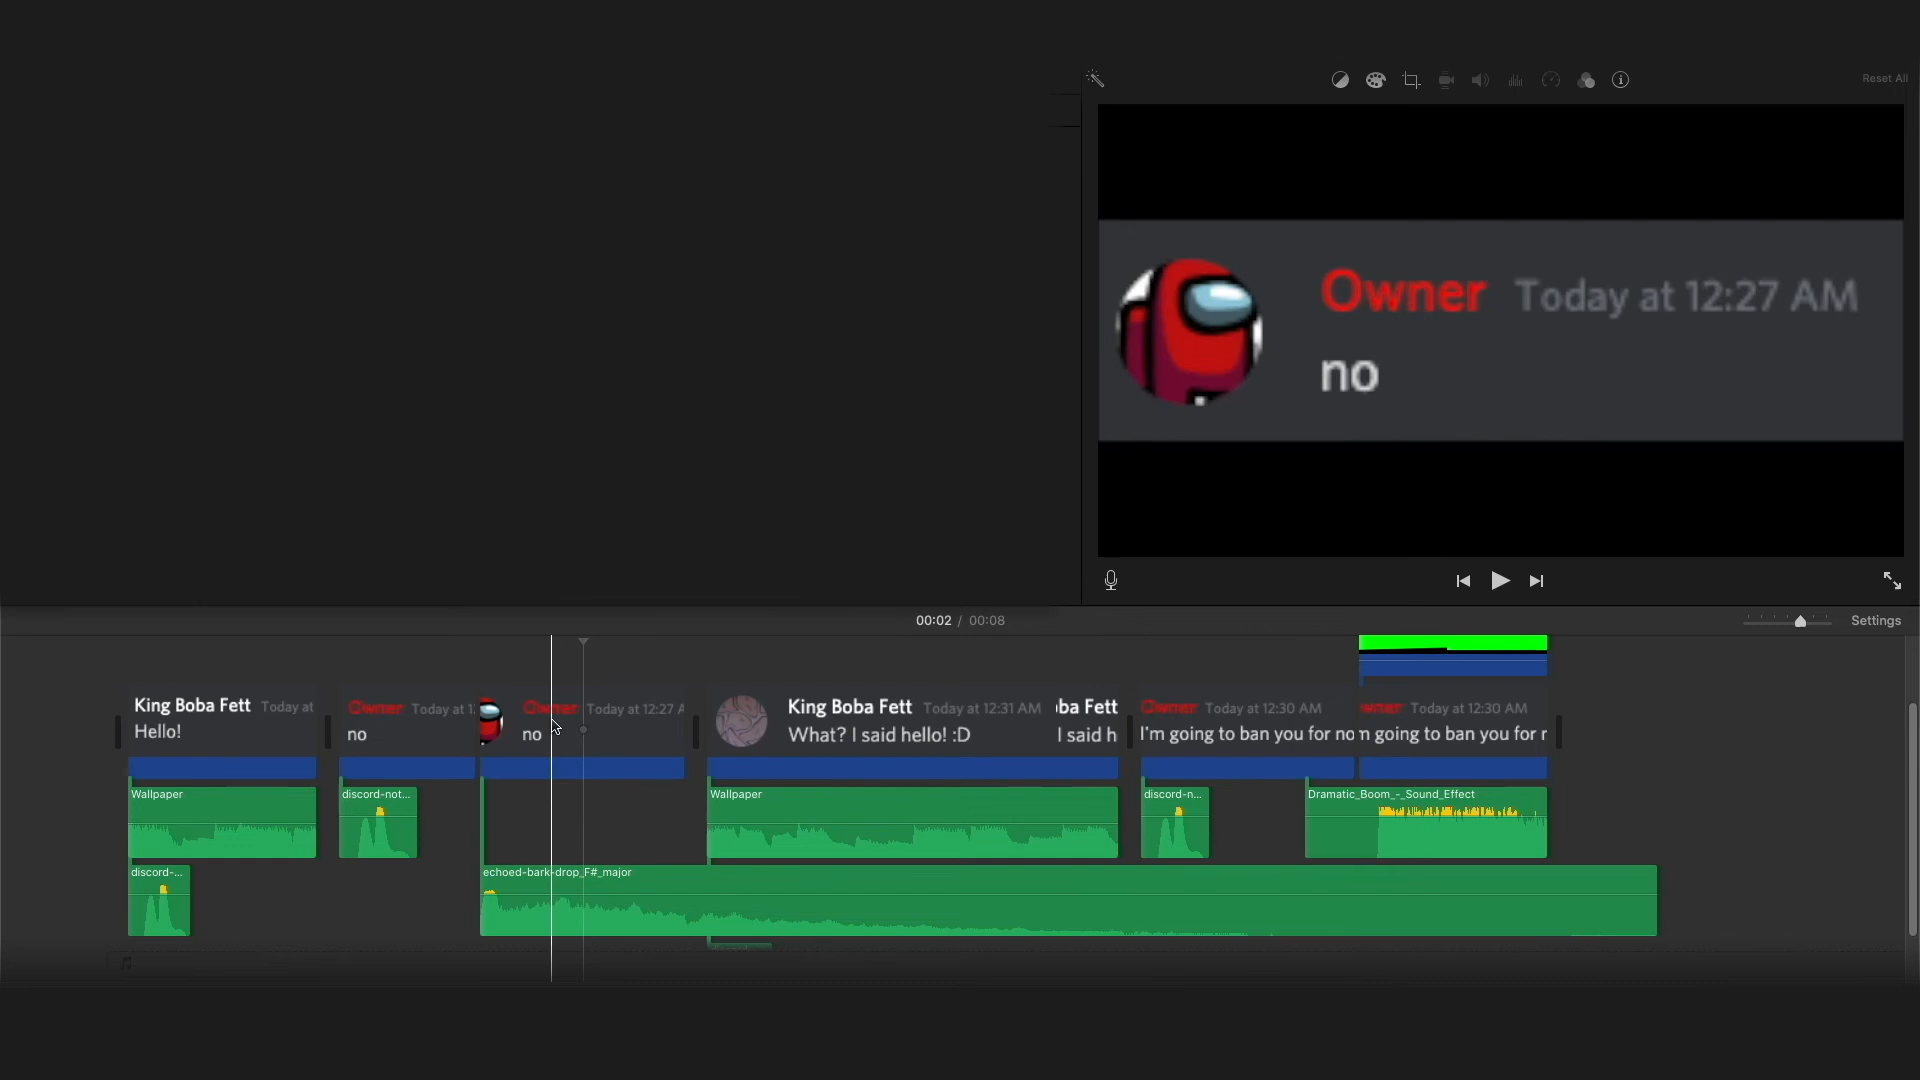 Reset All
Owner Today at 12:27 AM
no
00:02 / 00:08
Settings
King Boba Fett Today at
Hello!
Owner Today at 1
no
Owner Today at 12:27 A
no
King Boba Fett Today at 12:31 AM
What? I said hello! :D
ba Fett
I said h
Owner Today at 12:30 AM
I'm going to ban you for no
wner Today at 12:30 AM
m going to ban you for r
Wallpaper
discord-not...
Wallpaper
discord-n...
Dramatic_Boom_-_Sound_Effect
discord-...
echoed-bark-drop_F#_major